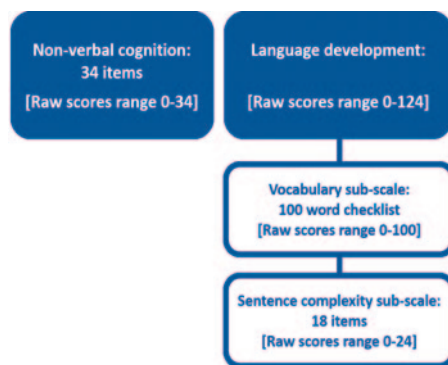 Non-verbal cognition:
34 items
[Raw scores range 0-34]
Language development:
[Raw scores range 0-124]
Vocabulary sub-scale:
100 word checklist
[Raw scores range 0-100]
Sentence complexity sub-scale:
18 items
[Raw scores range 0-24]